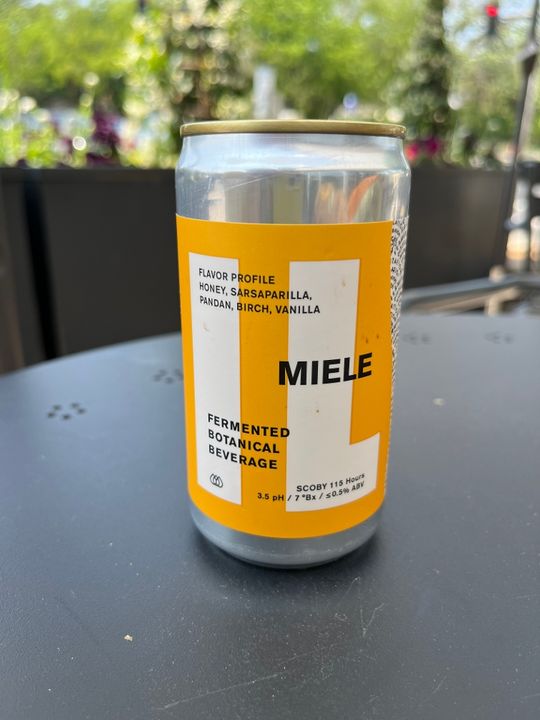 FLAVOR PROFILE
HONEY, SARSAPARILLA,
PANDAN, BIRCH, VANILLA
IL
MIELE
FERMENTED
BOTANICAL
BEVERAGE
SCOBY 115 Hours
3.5 pH / 7 °Bx / ≤0.5% ABV